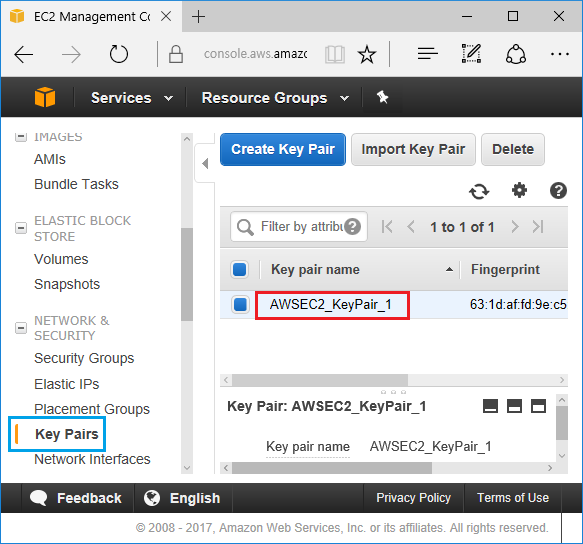 EC2 Management Co
console.aws.amazo
Services
Resource Groups
IMAGES
AMIs
Bundle Tasks
ELASTIC BLOCK
STORE
Volumes
Snapshots
NETWORK &
SECURITY
Security Groups
Elastic IPs
Placement Groups
Key Pairs
Network Interfaces
Create Key Pair
Import Key Pair
Delete
Filter by attribu
1 to 1 of 1
Key pair name
Fingerprint
AWSEC2_KeyPair_1
63:1d:af:fd:9e:c5
Key Pair: AWSEC2_KeyPair_1
Key pair name AWSEC2_KeyPair_1
Feedback
English
Privacy Policy
Terms of Use
© 2008 - 2017, Amazon Web Services, Inc. or its affiliates. All rights reserved.